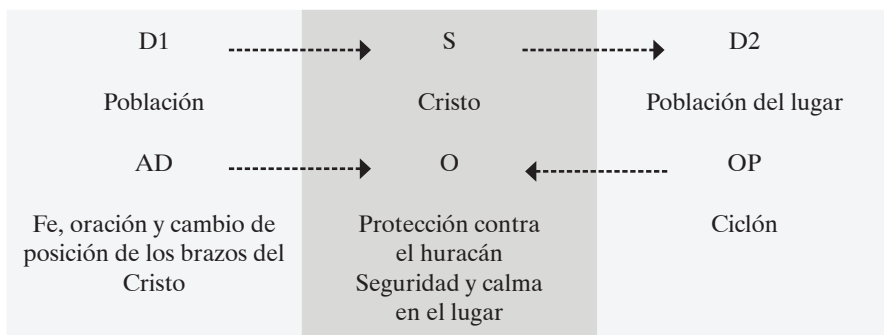 D1 S D2
Población Cristo Población del lugar
AD O OP
Fe, oración y cambio de
posición de los brazos del
Cristo
Protección contra
el huracán
Seguridad y calma
en el lugar
Ciclón